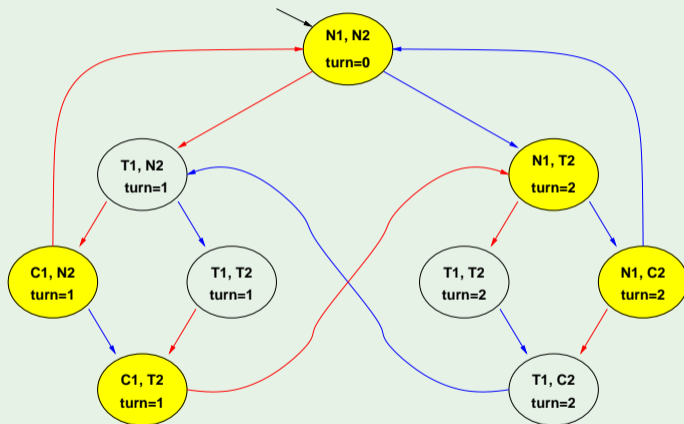 N1, N2
turn=0
T1, N2
turn=1
N1, T2
turn=2
C1, N2
turn=1
T1, T2
turn=1
T1, T2
turn=2
N1, C2
turn=2
C1, T2
turn=1
T1, C2
turn=2